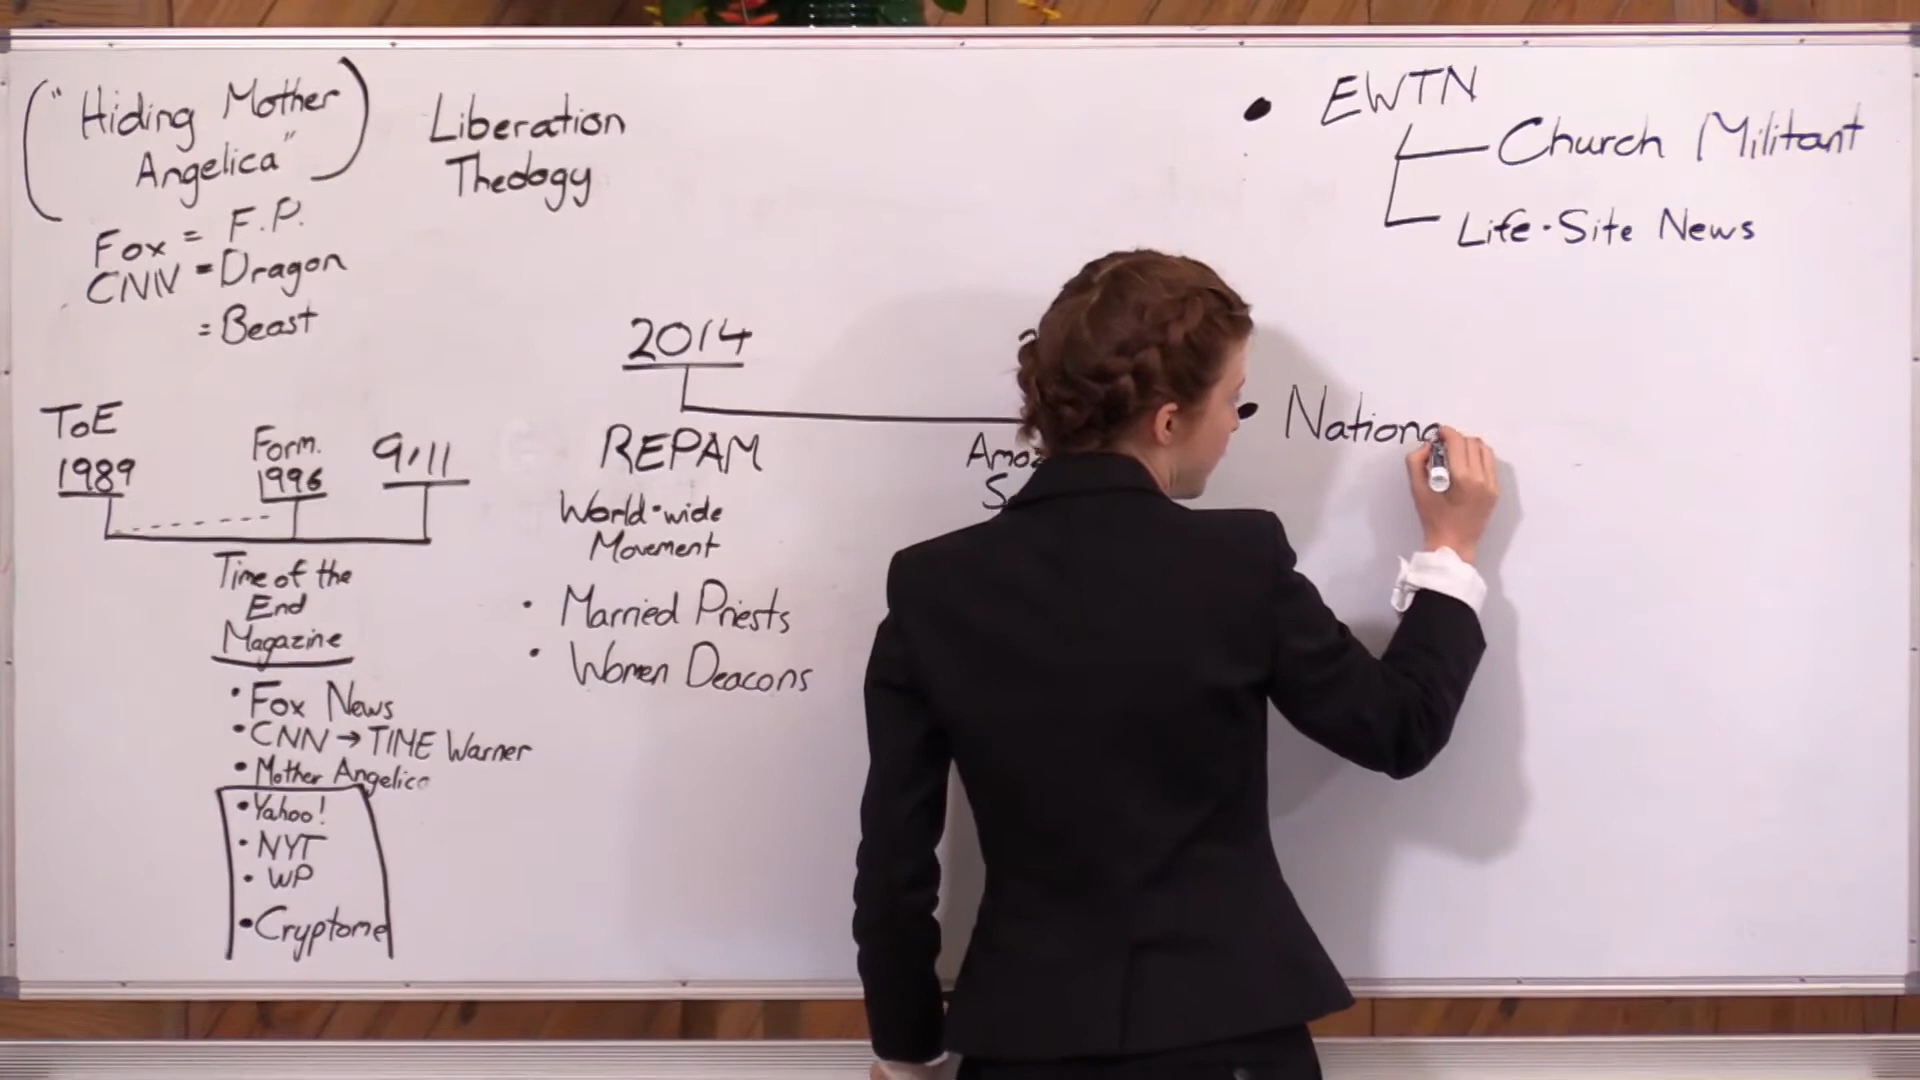 ("Hiding Mother
Angelica")
Fox = F.P.
CNN = Dragon
= Beast
Liberation
Theology
ToE
1989
Form.
1996
9/11
Time of the
End
Magazine
• Fox News
• CNN → TIME Warner
• Mother Angelica
• Yahoo!
• NYT
• WP
• Cryptome
2014
REPAM
World-wide
Movement
• Married Priests
• Women Deacons
• EWTN
Church Militant
Life-Site News
• Nationa